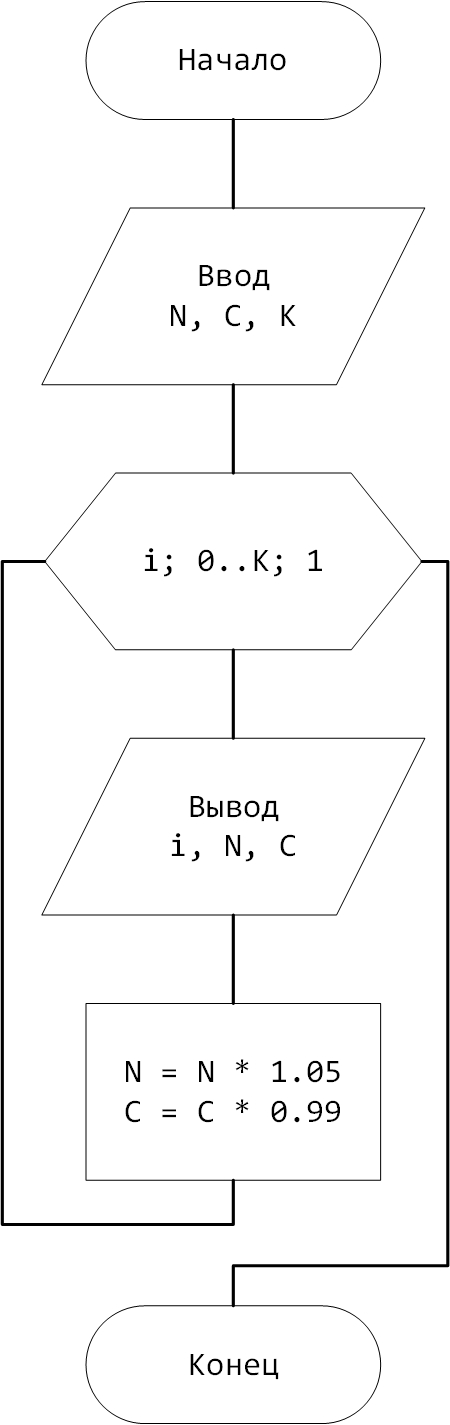 Начало
Ввод
N, C, K
i; 0..K; 1
Вывод
i, N, C
N = N * 1.05
C = C * 0.99
Конец